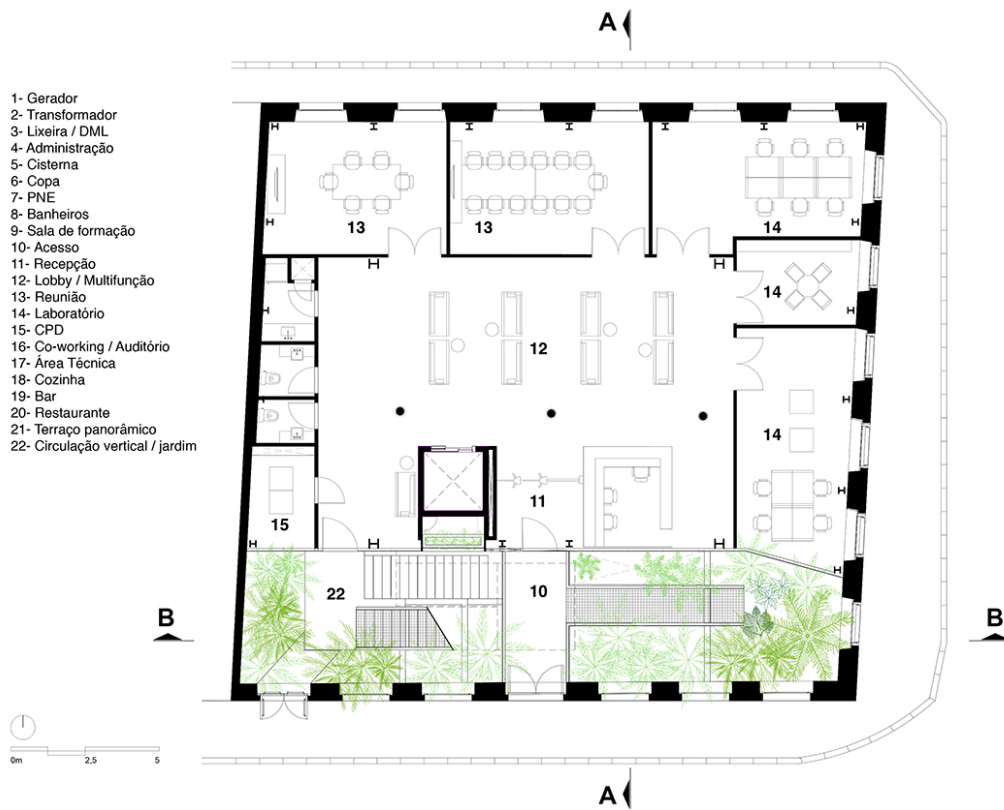 A
1- Gerador
2- Transformador
3- Lixeira / DML
4- Administração
5- Cisterna
6- Copa
7- PNE
8- Banheiros
9- Sala de formação
10- Acesso
11- Recepção
12- Lobby / Multifunção
13- Reunião
14- Laboratório
15- CPD
16- Co-working / Auditório
17- Área Técnica
18- Cozinha
19- Bar
20- Restaurante
21- Terraço panorâmico
22- Circulação vertical / jardim
13
13
14
14
12
14
11
15
22
10
B
B
0m
2,5
5
A